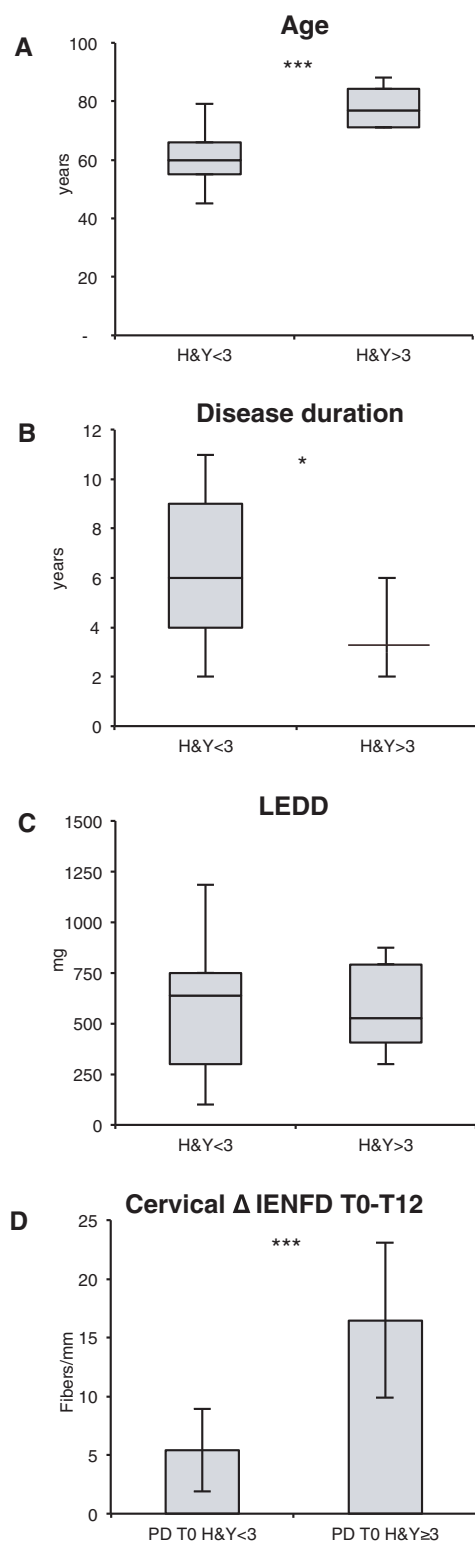 A
Age
***
100
80
60
40
20
-
years
H&Y<3
H&Y>3
B
Disease duration
*
12
10
8
6
4
2
0
years
H&Y<3
H&Y>3
C
LEDD
1500
1250
1000
750
500
250
0
mg
H&Y<3
H&Y>3
D
Cervical Δ IENFD T0-T12
***
25
20
15
10
5
0
Fibers/mm
PD T0 H&Y<3
PD T0 H&Y≥3